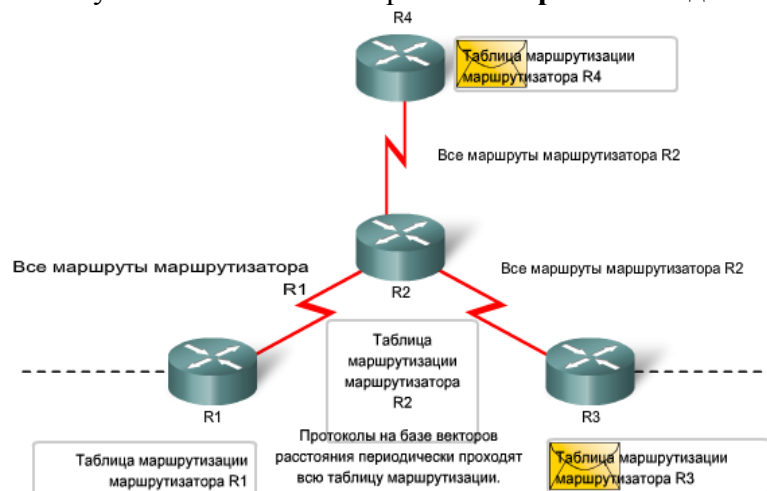 R4
Таблица маршрутизации
маршрутизатора R4
Все маршруты маршрутизатора R2
Все маршруты маршрутизатора
R1
R2
Все маршруты маршрутизатора R2
Таблица
маршрутизации
маршрутизатора
R2
R1
R3
Протоколы на базе векторов
расстояния периодически проходят
всю таблицу маршрутизации.
Таблица маршрутизации
маршрутизатора R1
Таблица маршрутизации
маршрутизатора R3